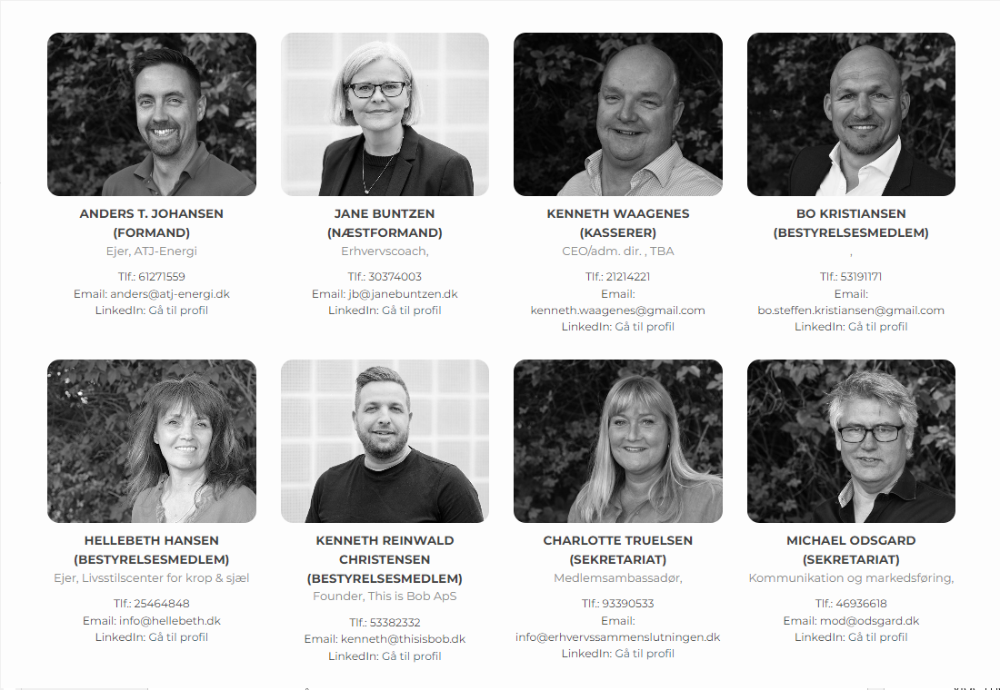 ANDERS T. JOHANSEN
(FORMAND)
Ejer, ATJ-Energi
Tlf.: 61271559
Email: anders@atj-energi.dk
LinkedIn: Gå til profil
JANE BUNTZEN
(NÆSTFORMAND)
Erhvervscoach,
Tlf.: 30374003
Email: jb@janebuntzen.dk
LinkedIn: Gå til profil
KENNETH WAAGENES
(KASSERER)
CEO/adm. dir. , TBA
Tlf.: 21214221
Email:
kenneth.waagenes@gmail.com
LinkedIn: Gå til profil
BO KRISTIANSEN
(BESTYRELSESMEDLEM)
,
Tlf.: 53191171
Email:
bo.steffen.kristiansen@gmail.com
LinkedIn: Gå til profil
HELLEBETH HANSEN
(BESTYRELSESMEDLEM)
Ejer, Livsstilscenter for krop & sjæl
Tlf.: 25464848
Email: info@hellebeth.dk
LinkedIn: Gå til profil
KENNETH REINWALD
CHRISTENSEN
(BESTYRELSESMEDLEM)
Founder, This is Bob ApS
Tlf.: 53382332
Email: kenneth@thisisbob.dk
LinkedIn: Gå til profil
CHARLOTTE TRUELSEN
(SEKRETARIAT)
Medlemsambassadør,
Tlf.: 93390533
Email:
info@erhvervssammenslutningen.dk
LinkedIn: Gå til profil
MICHAEL ODSGARD
(SEKRETARIAT)
Kommunikation og markedsføring,
Tlf.: 46936618
Email: mod@odsgard.dk
LinkedIn: Gå til profil